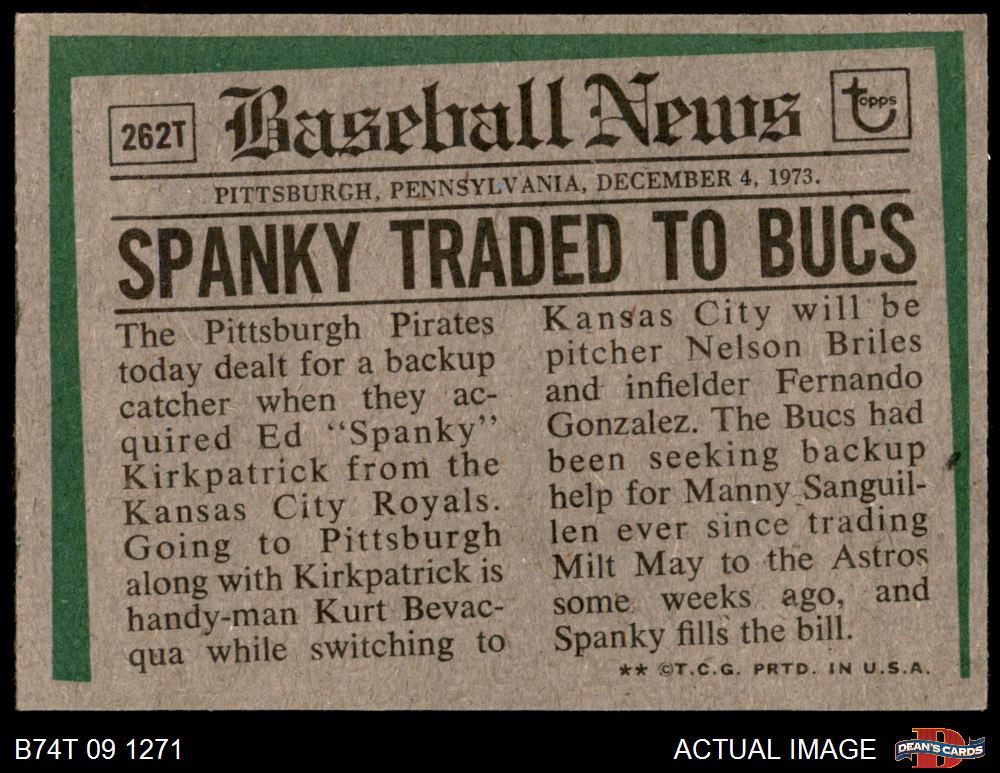 262T
Baseball News
topps
PITTSBURGH, PENNSYLVANIA, DECEMBER 4, 1973.
SPANKY TRADED TO BUCS
The Pittsburgh Pirates
today dealt for a backup
catcher when they ac-
quired Ed “Spanky”
Kirkpatrick from the
Kansas City Royals.
Going to Pittsburgh
along with Kirkpatrick is
handy-man Kurt Bevac-
qua while switching to
Kansas City will be
pitcher Nelson Briles
and infielder Fernando
Gonzalez. The Bucs had
been seeking backup
help for Manny Sanguil-
len ever since trading
Milt May to the Astros
some weeks ago, and
Spanky fills the bill.
** ©T.C.G. PRTD. IN U.S.A.
B74T 09 1271
ACTUAL IMAGE
D
DEAN'S CARDS